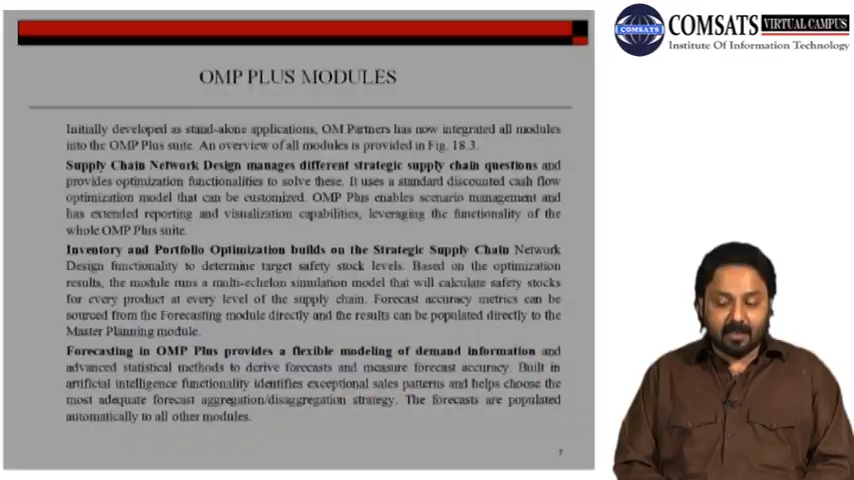 OMP PLUS MODULES
Initially developed as stand-alone applications, OM Partners has now integrated all modules
into the OMP Plus suite. An overview of all modules is provided in Fig. 18.3.
Supply Chain Network Design manages different strategic supply chain questions and
provides optimization functionalities to solve these. It uses a standard discounted cash flow
optimization model that can be customized. OMP Plus enables scenario management and
has extended reporting and visualization capabilities, leveraging the functionality of the
whole OMP Plus suite.
Inventory and Portfolio Optimization builds on the Strategic Supply Chain Network
Design functionality to determine target safety stock levels. Based on the optimization
results, the module runs a multi-echelon simulation model that will calculate safety stocks
for every product at every level of the supply chain. Forecast accuracy metrics can be
sourced from the Forecasting module directly and the results can be populated directly to the
Master Planning module.
Forecasting in OMP Plus provides a flexible modeling of demand information and
advanced statistical methods to derive forecasts and measure forecast accuracy. Built in
artificial intelligence functionality identifies exceptional sales patterns and helps choose the
most adequate forecast aggregation/disaggregation strategy. The forecasts are populated
automatically to all other modules.
7
COMSATS
COMSATS VIRTUAL CAMPUS
Institute Of Information Technology